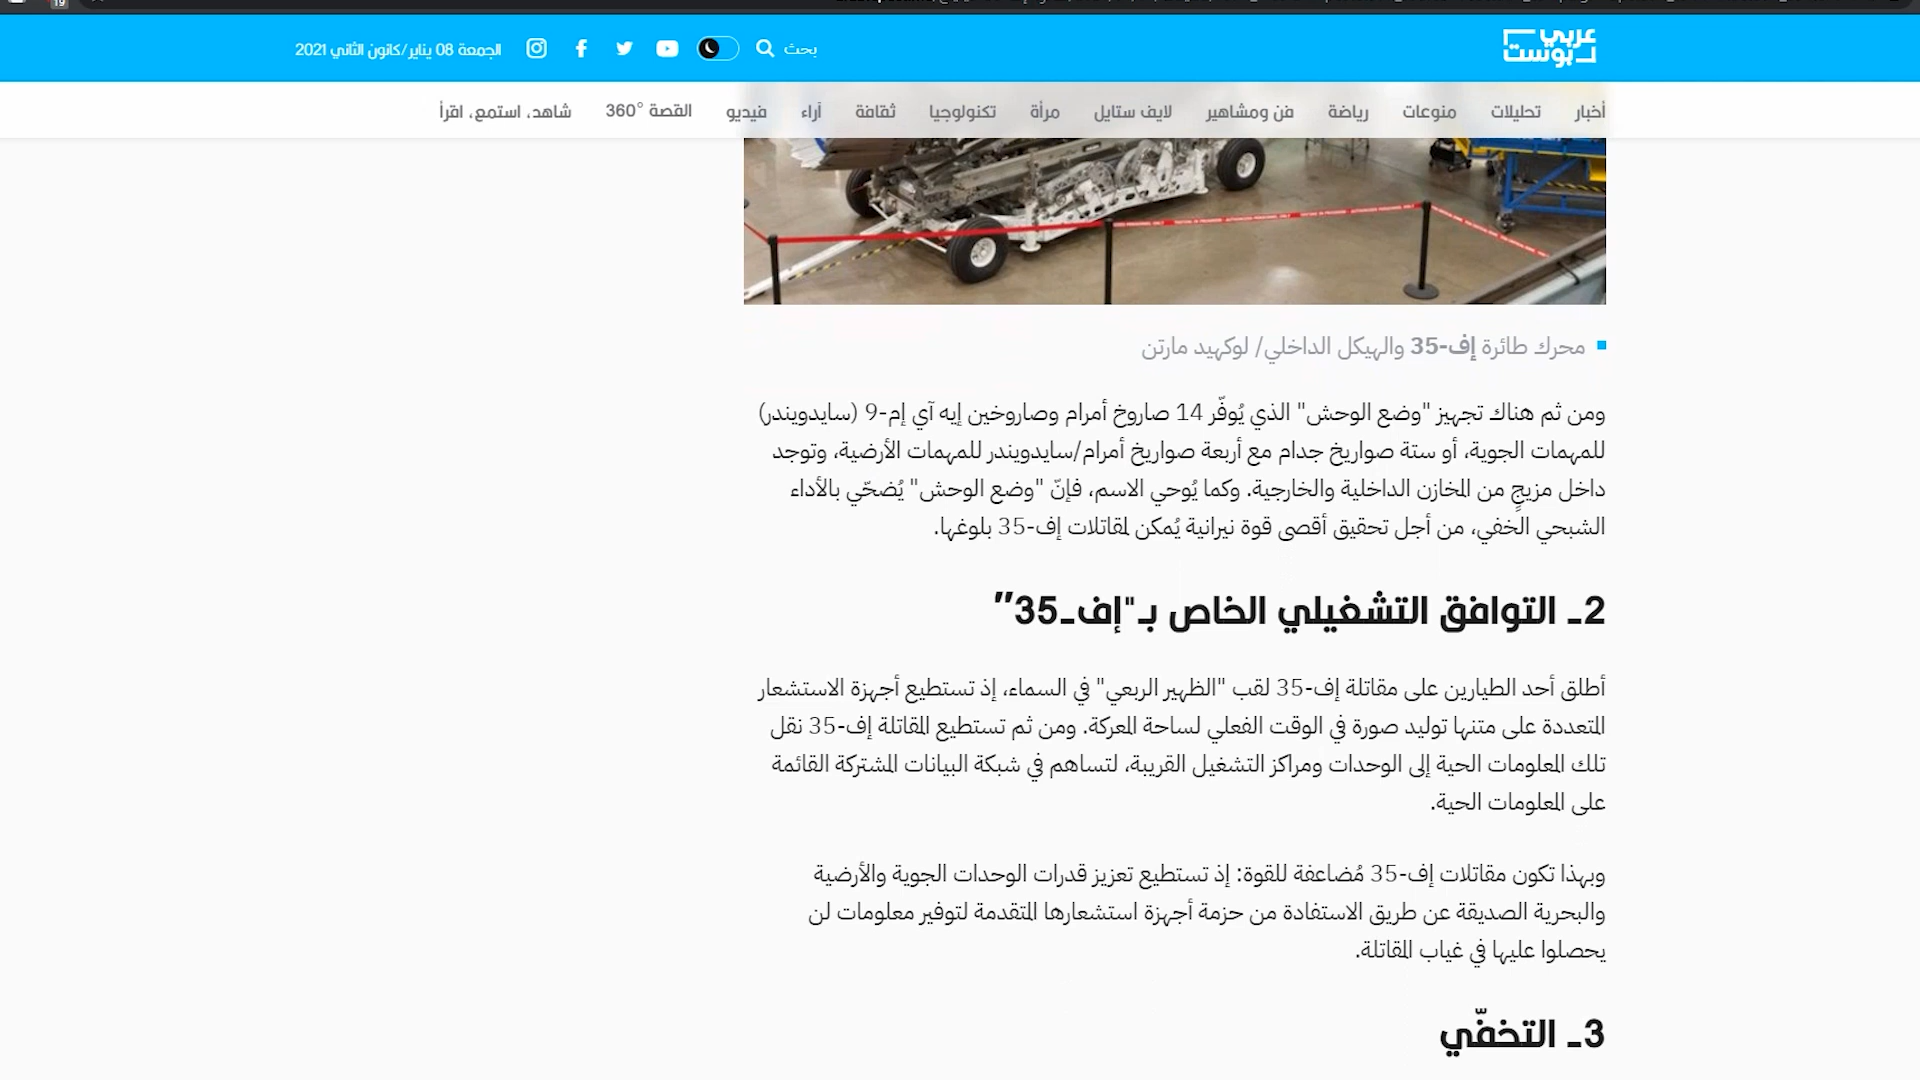 عربي
بوست
بحث
الجمعة 08 يناير/كانون الثاني 2021
أخبار تحليلات منوعات رياضة فن ومشاهير لايف ستايل مرأة تكنولوجيا ثقافة آراء فيديو القصة °360 شاهد، استمع، اقرأ
محرك طائرة إف-35 والهيكل الداخلي/ لوكهيد مارتن
ومن ثم هناك تجهيز "وضع الوحش" الذي يُوفّر 14 صاروخ أمرام وصاروخين إيه آي إم-9 (سايدويندر)
للمهمات الجوية، أو ستة صواريخ جدام مع أربعة صواريخ أمرام/سايدويندر للمهمات الأرضية، وتوجد
داخل مزيجٍ من المخازن الداخلية والخارجية. وكما يُوحي الاسم، فإنّ "وضع الوحش" يُضحّي بالأداء
الشبحي الخفي، من أجل تحقيق أقصى قوة نيرانية يُمكن لمقاتلات إف-35 بلوغها.
2ـ التوافق التشغيلي الخاص بـ"إفـ35″
أطلق أحد الطيارين على مقاتلة إف-35 لقب "الظهير الربعي" في السماء، إذ تستطيع أجهزة الاستشعار
المتعددة على متنها توليد صورة في الوقت الفعلي لساحة المعركة. ومن ثم تستطيع المقاتلة إف-35 نقل
تلك المعلومات الحية إلى الوحدات ومراكز التشغيل القريبة، لتساهم في شبكة البيانات المشتركة القائمة
على المعلومات الحية.
وبهذا تكون مقاتلات إف-35 مُضاعفة للقوة: إذ تستطيع تعزيز قدرات الوحدات الجوية والأرضية
والبحرية الصديقة عن طريق الاستفادة من حزمة أجهزة استشعارها المتقدمة لتوفير معلومات لن
يحصلوا عليها في غياب المقاتلة.
3ـ التخفّي